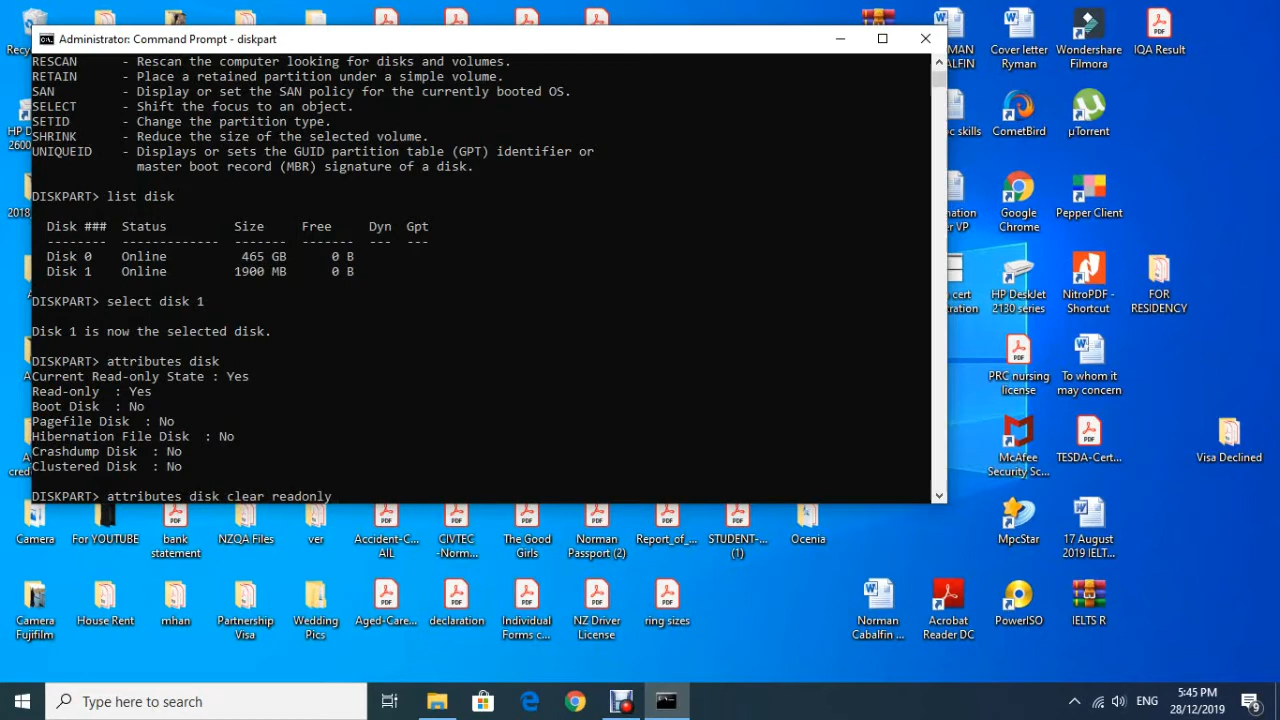 Administrator: Command Prompt - diskpart
RESCAN - Rescan the computer looking for disks and volumes.
RETAIN - Place a retained partition under a simple volume.
SAN - Display or set the SAN policy for the currently booted OS.
SELECT - Shift the focus to an object.
SETID - Change the partition type.
SHRINK - Reduce the size of the selected volume.
UNIQUEID - Displays or sets the GUID partition table (GPT) identifier or
master boot record (MBR) signature of a disk.
DISKPART> list disk
Disk ### Status Size Free Dyn Gpt
-------- ------------- ------- ------- --- ---
Disk 0 Online 465 GB 0 B
Disk 1 Online 1900 MB 0 B
DISKPART> select disk 1
Disk 1 is now the selected disk.
DISKPART> attributes disk
Current Read-only State : Yes
Read-only : Yes
Boot Disk : No
Pagefile Disk : No
Hibernation File Disk : No
Crashdump Disk : No
Clustered Disk : No
DISKPART> attributes disk clear readonly
Cover letter
Ryman
Wondershare
Filmora
IQA Result
skills
CometBird
µTorrent
VP
Google
Chrome
Pepper Client
cert
HP DeskJet
2130 series
NitroPDF -
Shortcut
FOR
RESIDENCY
PRC nursing
license
To whom it
may concern
McAfee
Security Sc...
TESDA-Cert...
Visa Declined
Camera
For YOUTUBE
bank
statement
NZQA Files
ver
Accident-C...
AIL
CIVTEC
-Norm...
The Good
Girls
Norman
Passport (2)
Report_of_...
STUDENT-...
(1)
Ocenia
MpcStar
17 August
2019 IELT...
Camera
Fujifilm
House Rent
mhan
Partnership
Visa
Wedding
Pics
Aged-Care...
declaration
Individual
Forms c...
NZ Driver
License
ring sizes
Norman
Cabalfin ...
Acrobat
Reader DC
PowerISO
IELTS R
Type here to search
ENG
5:45 PM
28/12/2019
9